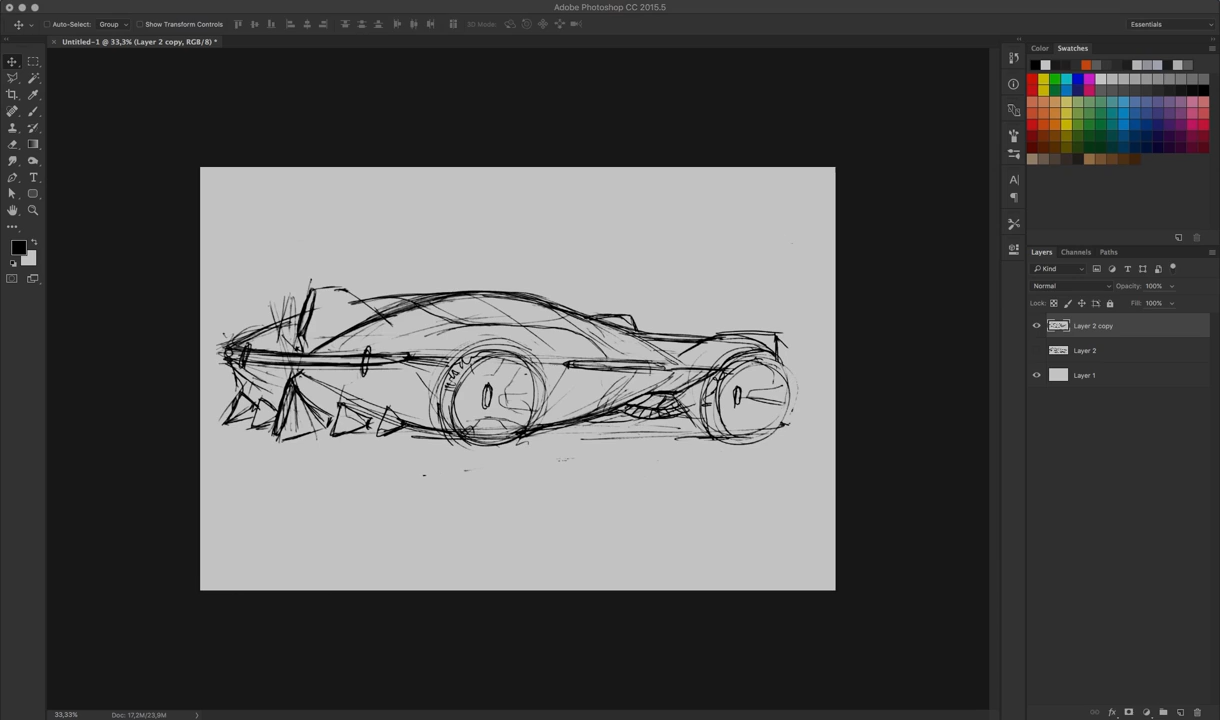 Adobe Photoshop CC 2015.5
Auto-Select: Group Show Transform Controls 3D Mode: Essentials
Untitled-1 @ 33,3% (Layer 2 copy, RGB/8) *
Color Swatches
Layers Channels Paths
Kind
Normal Opacity: 100%
Lock: Fill: 100%
Layer 2 copy
Layer 2
Layer 1
33,33% Doc: 17,2M/23,9M